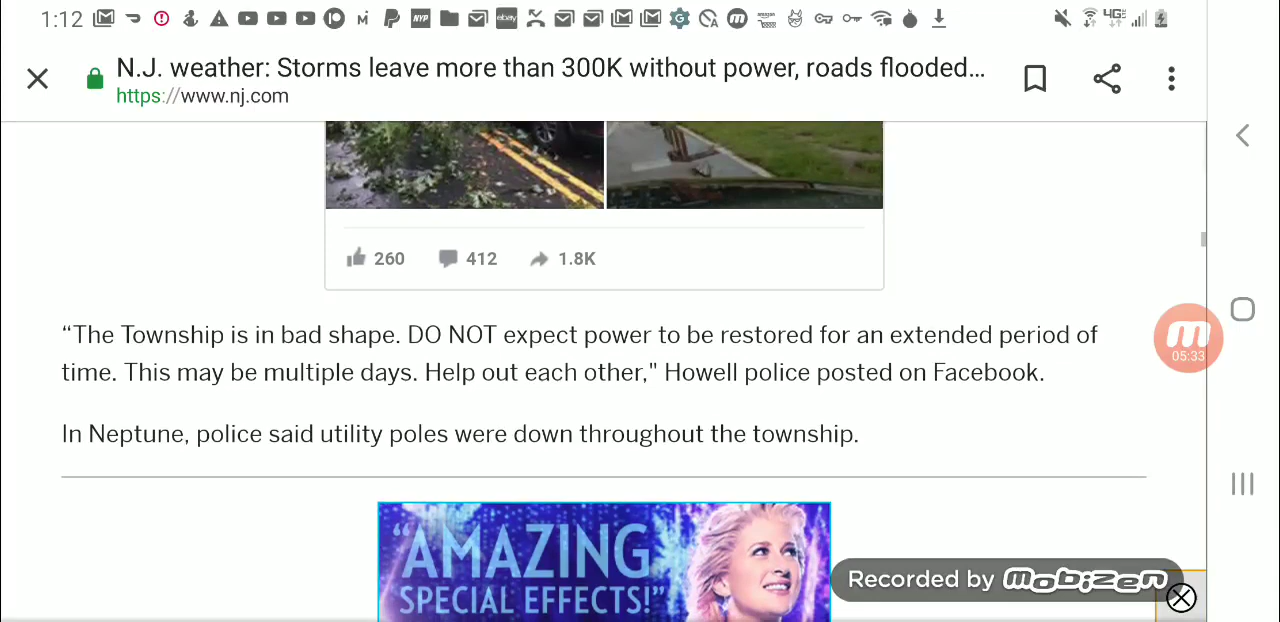 1:12
N.J. weather: Storms leave more than 300K without power, roads flooded...
https://www.nj.com
260 412 1.8K
“The Township is in bad shape. DO NOT expect power to be restored for an extended period of
time. This may be multiple days. Help out each other," Howell police posted on Facebook.
05:33
In Neptune, police said utility poles were down throughout the township.
“AMAZING
SPECIAL EFFECTS!”
Recorded by mobizen